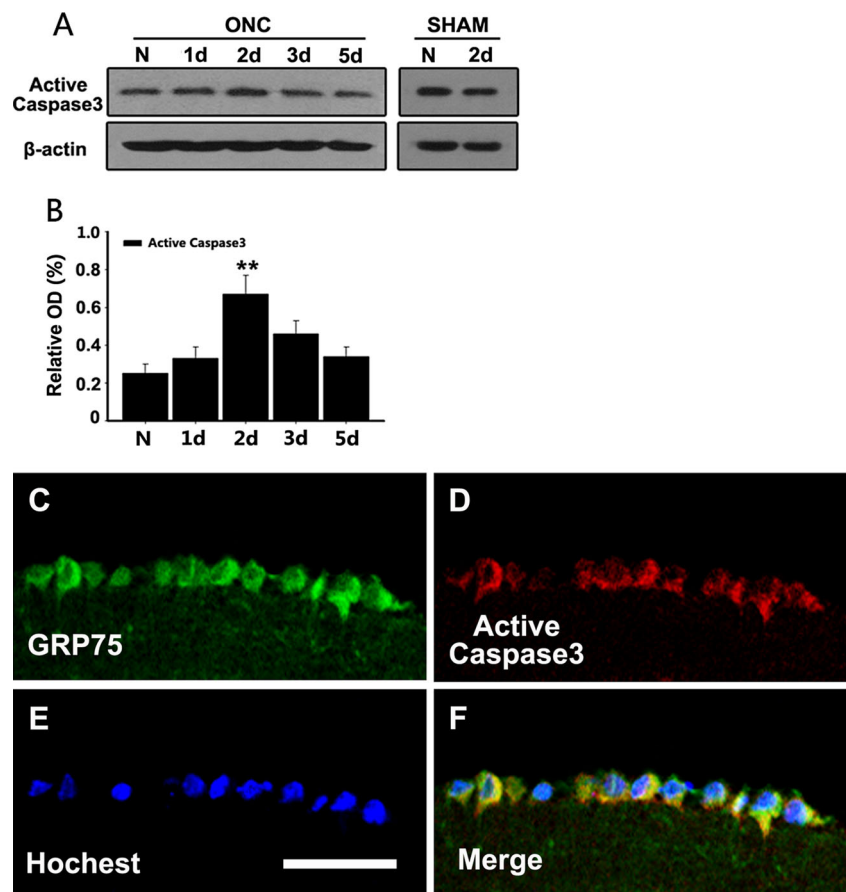 A
ONC
SHAM
N 1d 2d 3d 5d
N 2d
Active
Caspase3
β-actin
B
Active Caspase3
Relative OD (%)
1.0
0.8
0.6
0.4
0.2
0
**
N 1d 2d 3d 5d
C
GRP75
D
Active
Caspase3
E
Hochest
F
Merge